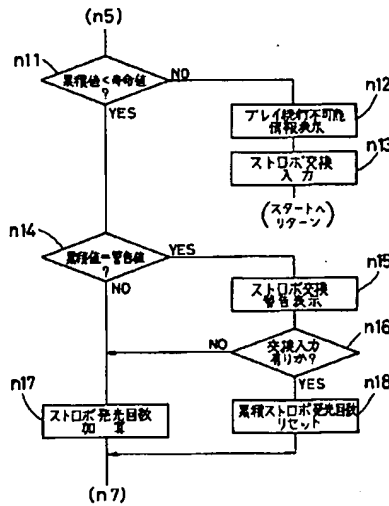 (n5)
n11
累積値<寿命値
?
NO
YES
n12
プレイ続行不可能
情報表示
n13
ストロボ交換
入力
(スタートへ
リターン)
n14
累積値=警告値
?
YES
NO
n15
ストロボ交換
警告表示
n16
交換入力
有りか?
NO
YES
n17
ストロボ発光回数
加算
n18
累積ストロボ発光回数
リセット
(n7)